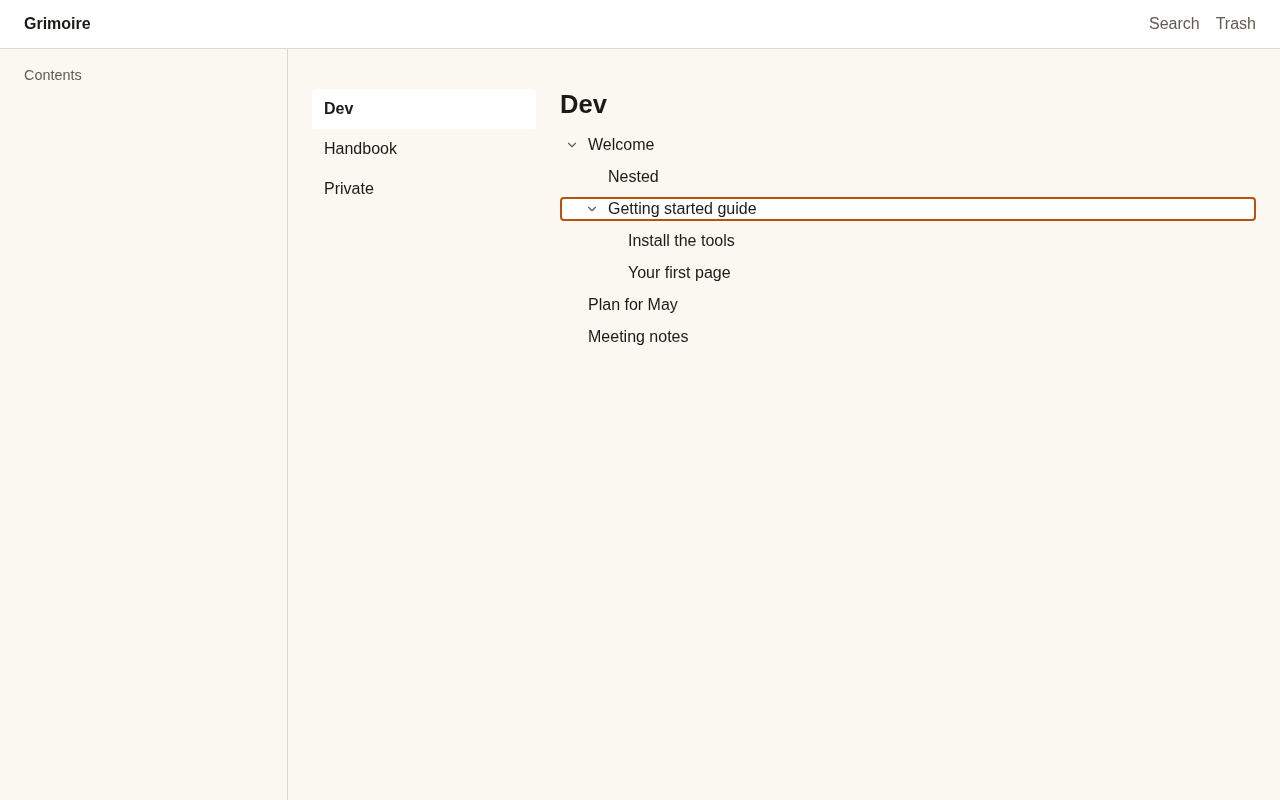 Grimoire
Search Trash
Contents
Dev
Handbook
Private
Dev
Welcome
Nested
Getting started guide
Install the tools
Your first page
Plan for May
Meeting notes